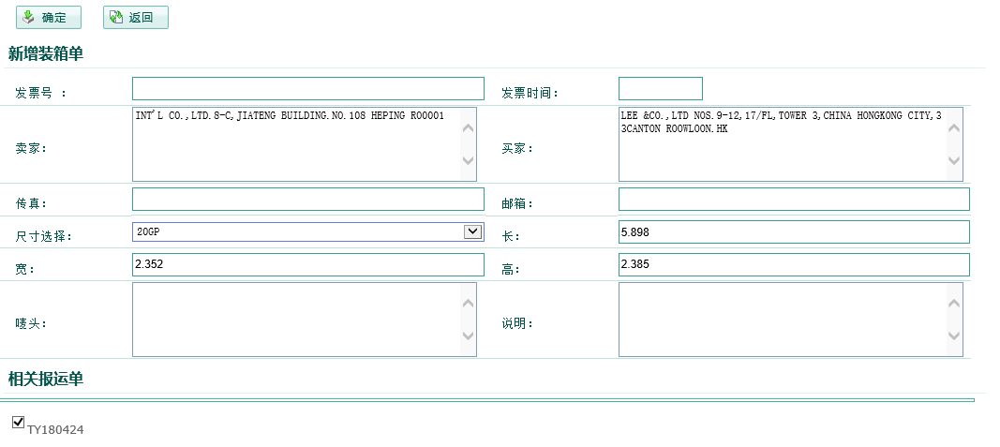 确定 返回
新增装箱单
发票号 ： 发票时间：
卖家： INT'L CO.,LTD.8-C,JIATENG BUILDING.NO.108 HEPING RO0001 买家： LEE &CO.,LTD NOS.9-12,17/FL,TOWER 3,CHINA HONGKONG CITY,3
3CANTON ROOWLOON.HK
传真： 邮箱：
尺寸选择： 20GP 长： 5.898
宽： 2.352 高： 2.385
唛头： 说明：
相关报运单
TY180424